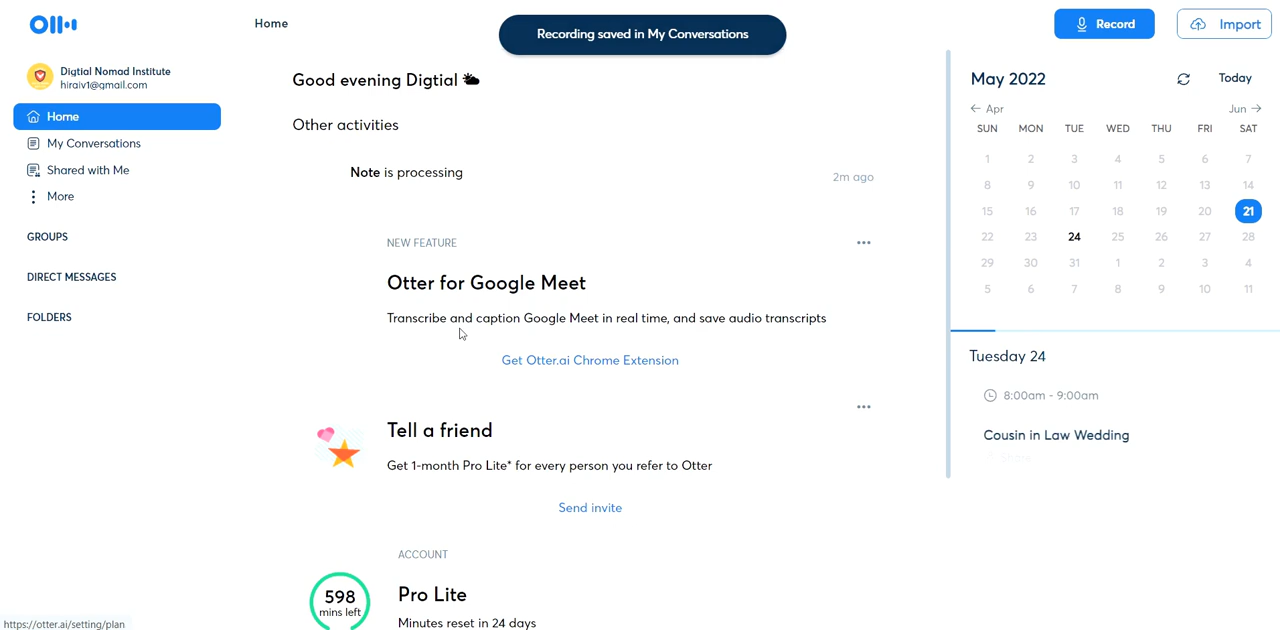 Home
Recording saved in My Conversations
Record
Import
Digtial Nomad Institute
hiraiv1@gmail.com
Home
My Conversations
Shared with Me
More
GROUPS
DIRECT MESSAGES
FOLDERS
Good evening Digtial
Other activities
Note is processing
2m ago
NEW FEATURE
Otter for Google Meet
Transcribe and caption Google Meet in real time, and save audio transcripts
Get Otter.ai Chrome Extension
Tell a friend
Get 1-month Pro Lite* for every person you refer to Otter
Send invite
ACCOUNT
598
mins left
Pro Lite
Minutes reset in 24 days
May 2022
Today
← Apr
Jun →
SUN MON TUE WED THU FRI SAT
1 2 3 4 5 6 7
8 9 10 11 12 13 14
15 16 17 18 19 20 21
22 23 24 25 26 27 28
29 30 31 1 2 3 4
5 6 7 8 9 10 11
Tuesday 24
8:00am - 9:00am
Cousin in Law Wedding
Share
https://otter.ai/setting/plan